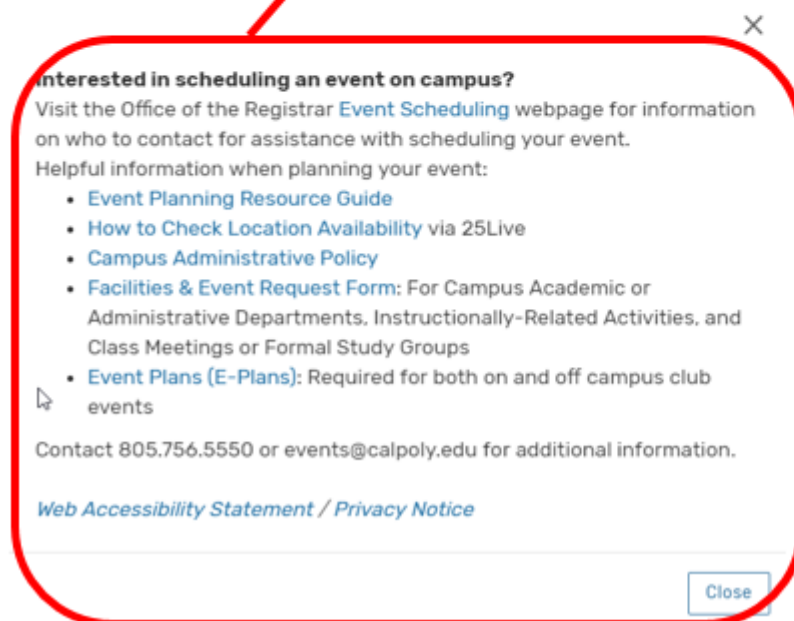 Interested in scheduling an event on campus?
Visit the Office of the Registrar Event Scheduling webpage for information
on who to contact for assistance with scheduling your event.
Helpful information when planning your event:
• Event Planning Resource Guide
• How to Check Location Availability via 25Live
• Campus Administrative Policy
• Facilities & Event Request Form: For Campus Academic or
Administrative Departments, Instructionally-Related Activities, and
Class Meetings or Formal Study Groups
• Event Plans (E-Plans): Required for both on and off campus club
events
Contact 805.756.5550 or events@calpoly.edu for additional information.
Web Accessibility Statement / Privacy Notice
Close